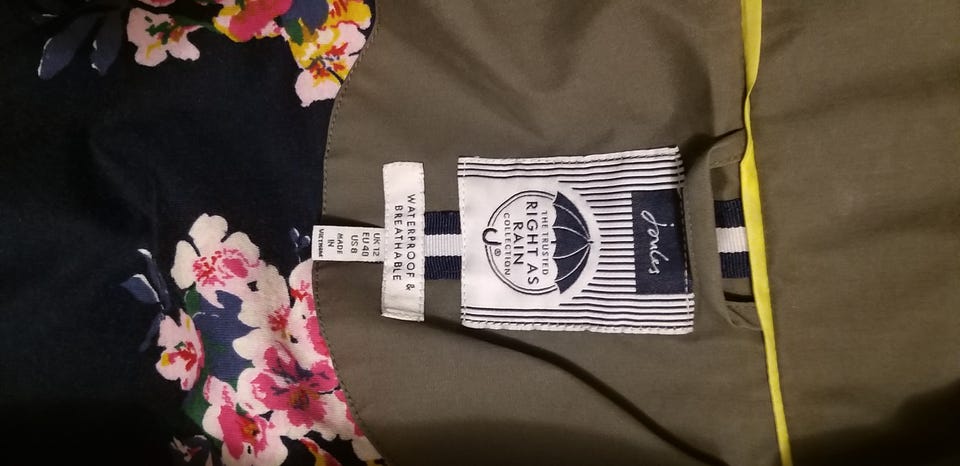 joules
THE TRUSTED
RIGHT AS
RAIN
COLLECTION
®
WATERPROOF &
BREATHABLE
UK 12
EU 40
US 8
MADE
IN
VIETNAM